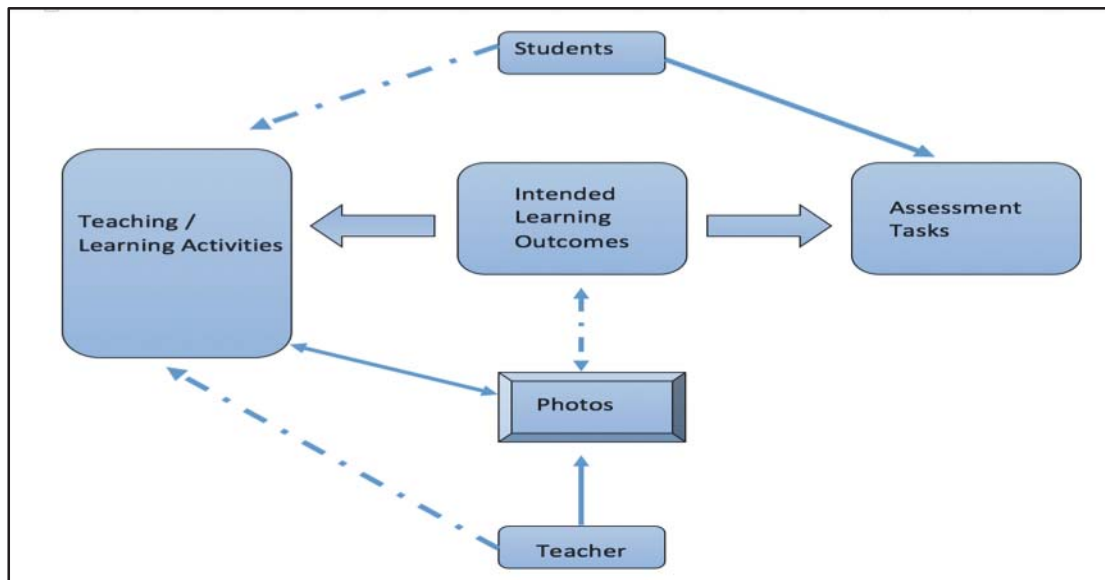 Students
Teaching /
Learning Activities
Intended
Learning
Outcomes
Assessment
Tasks
Photos
Teacher